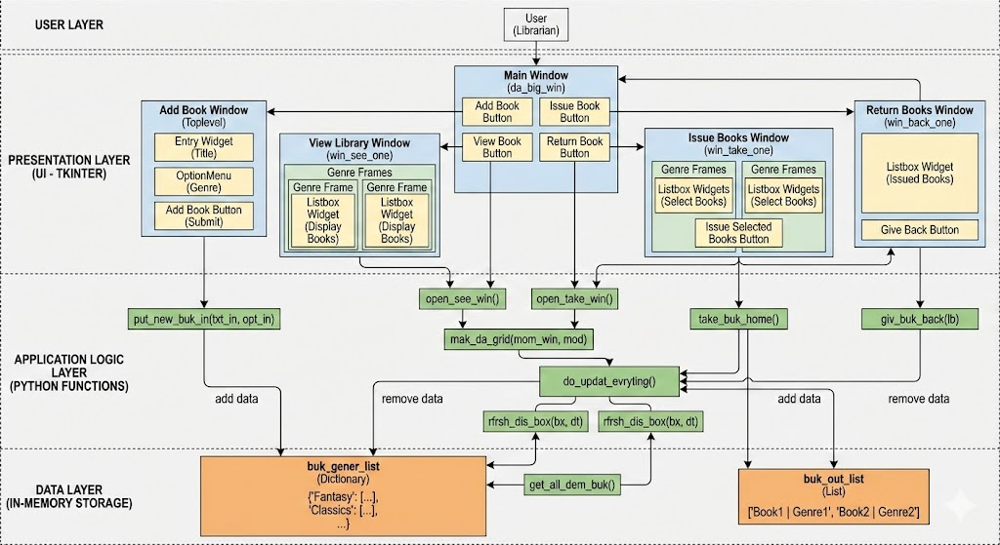 USER LAYER
User
(Librarian)
PRESENTATION LAYER
(UI - TKINTER)
Main Window
(da_big_win)
Add Book
Button
Issue Book
Button
View Book
Button
Return Book
Button
Add Book Window
(Toplevel)
Entry Widget
(Title)
OptionMenu
(Genre)
Add Book Button
(Submit)
View Library Window
(win_see_one)
Genre Frames
Genre Frame
Listbox
Widget
(Display
Books)
Genre Frame
Listbox
Widget
(Display
Books)
Issue Books Window
(win_take_one)
Genre Frames
Listbox Widgets
(Select Books)
Genre Frames
Listbox Widgets
(Select Books)
Issue Selected
Books Button
Return Books Window
(win_back_one)
Listbox Widget
(Issued Books)
Give Back Button
APPLICATION LOGIC
LAYER
(PYTHON FUNCTIONS)
open_see_win()
open_take_win()
put_new_buk_in(txt_in, opt_in)
take_buk_home()
giv_buk_back(lb)
mak_da_grid(mom_win, mod)
do_updat_evryting()
add data
remove data
add data
remove data
rfrsh_dis_box(bx, dt)
rfrsh_dis_box(bx, dt)
DATA LAYER
(IN-MEMORY STORAGE)
buk_gener_list
(Dictionary)
{'Fantasy': [...],
'Classics': [...],
...}
get_all_dem_buk()
buk_out_list
(List)
['Book1 | Genre1', 'Book2 | Genre2']